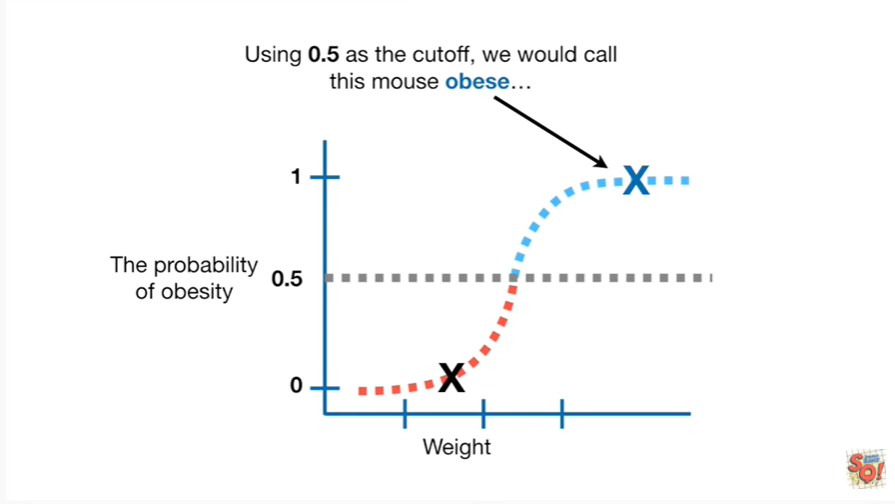 Using 0.5 as the cutoff, we would call
this mouse obese...
1
The probability
of obesity
0.5
0
X
X
Weight
SQ!